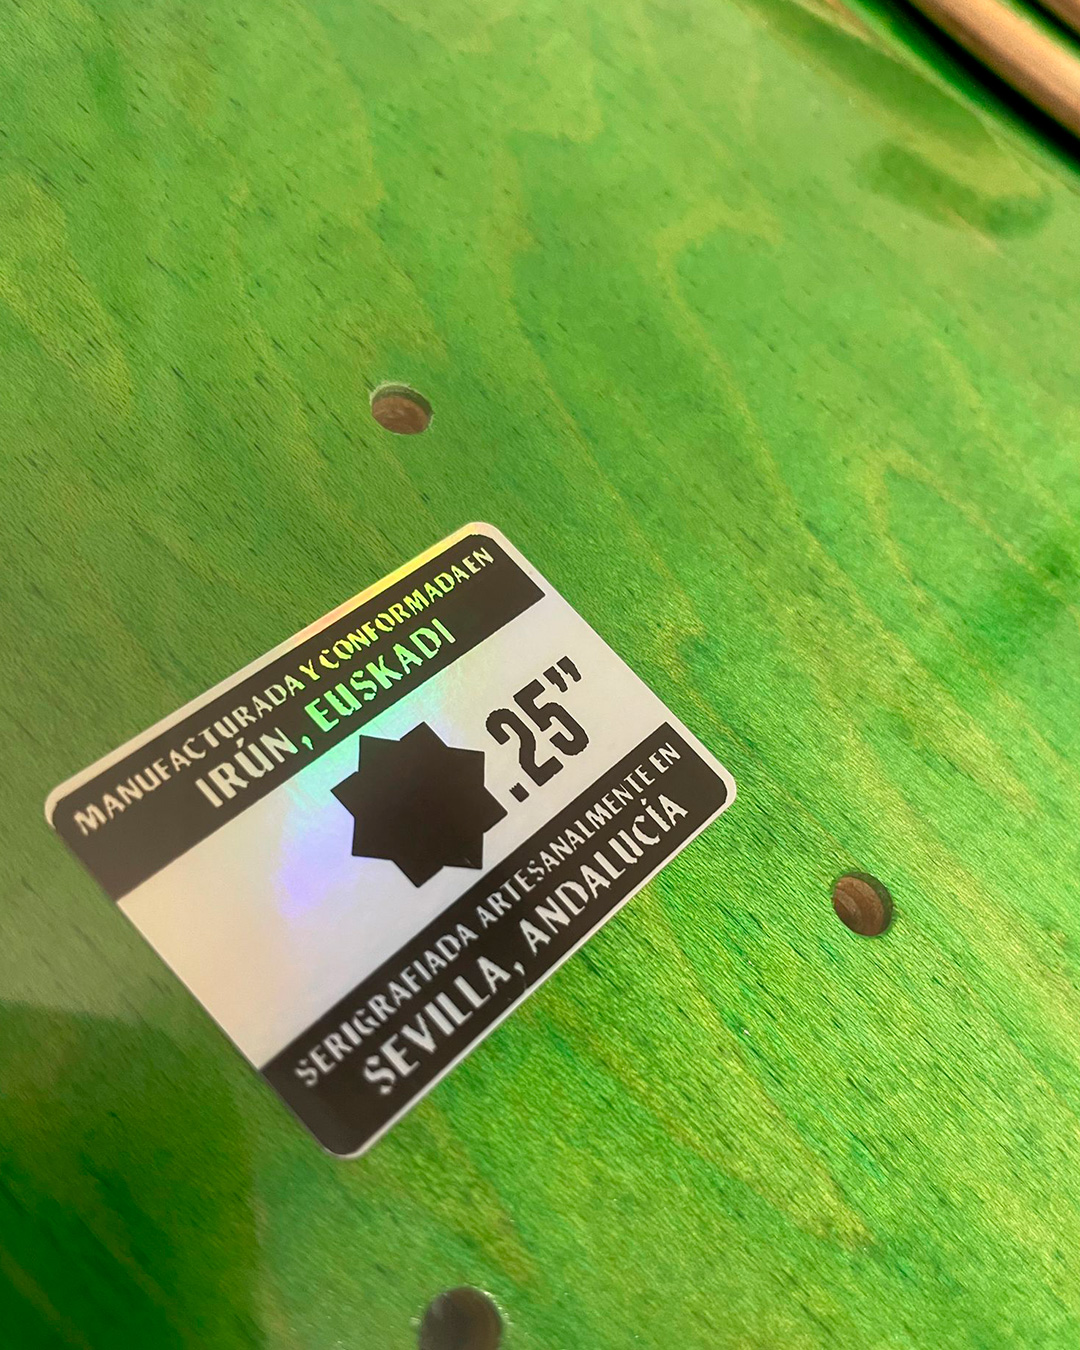 MANUFACTURADA Y CONFORMADA EN
IRÚN, EUSKADI
.25”
SERIGRAFIADA ARTESANALMENTE EN
SEVILLA, ANDALUCÍA